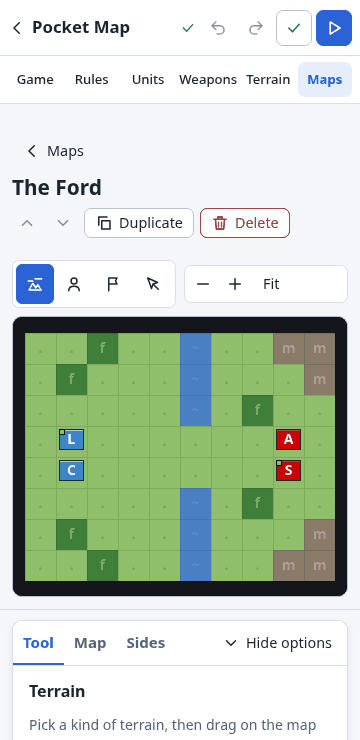 Pocket Map
Game Rules Units Weapons Terrain Maps
Maps
The Ford
Duplicate Delete
Fit
f ~ m m
f ~ m
~ f
L A
C S
~ f
f ~ m
f ~ m m
Tool Map Sides Hide options
Terrain
Pick a kind of terrain, then drag on the map